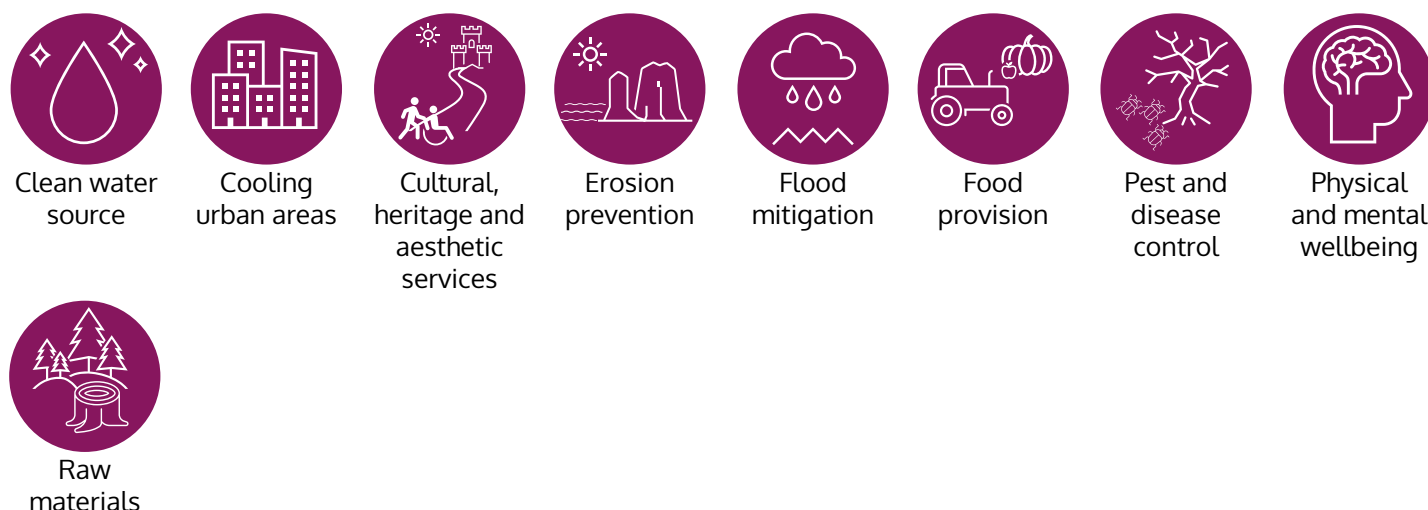 Clean water
source
Cooling
urban areas
Cultural,
heritage and
aesthetic
services
Erosion
prevention
Flood
mitigation
Food
provision
Pest and
disease
control
Physical
and mental
wellbeing
Raw
materials